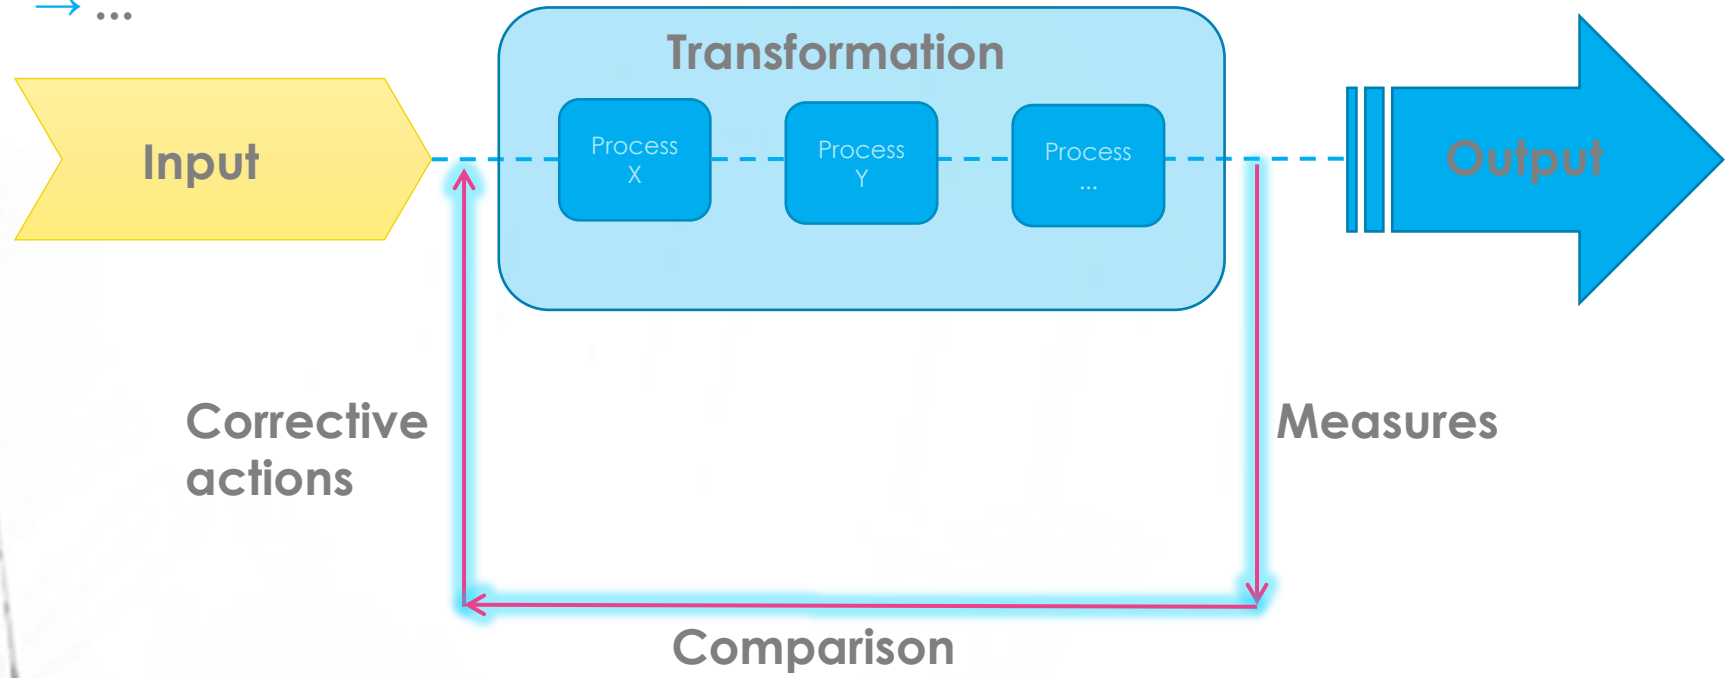 → ...
Transformation
Input
Process
X
Process
Y
Process
...
Output
Corrective
actions
Measures
Comparison